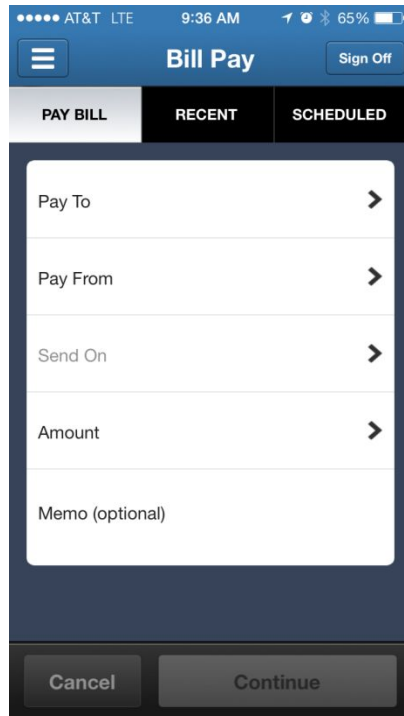 AT&T LTE 9:36 AM 65%
Bill Pay Sign Off
PAY BILL RECENT SCHEDULED
Pay To
Pay From
Send On
Amount
Memo (optional)
Cancel Continue